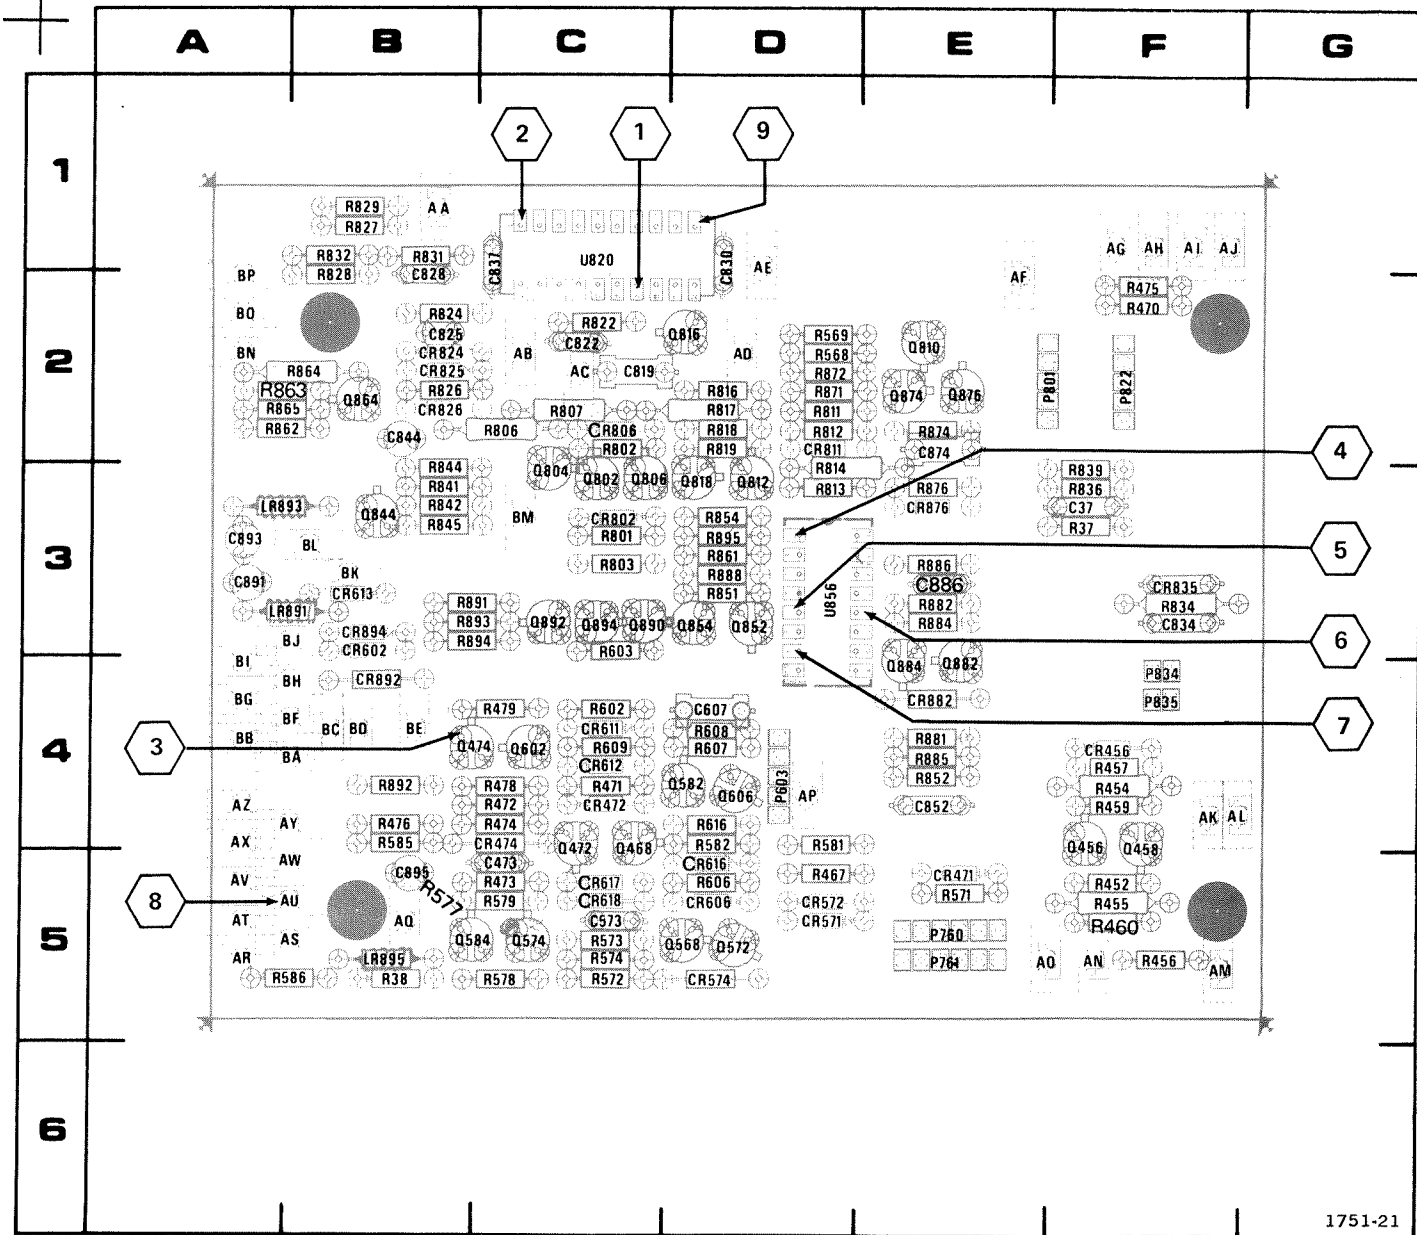 A B C D E F G
1
2 1 9
R829 AA
R827
R832 R831 C837 U820 C830 AE AG AH AI AJ
BP R828 C828 AF
R475
BQ R824 R822 Q816 R470
C825 C822 R569 Q810
2
BN CR824 AB AD R568
R864 CR825 AC C819 R872 P801 P822
R863 R826 R816 R871 Q874 Q876
Q864
R865 CR826 R807 R817 R811
R862 C844 R806 CR806 R818 R812 R874
R802 R819 CR811 C874 4
R844 Q804 R814 R839
R841 Q802 Q806 Q818 Q812 R813 R876 R836
LR893 Q844 R842 CR876 C37
BM CR802 R854
R845 R37
C893 R801 R895
3
BL R861 5
BK R803 R886
C891 R888 C886 CR835
CR613 R851 U856
LR891 R891 R882 R834
R893 Q892 Q894 Q890 Q854 Q852 R884 C834
BJ CR894 R894 6
CR602 R603
BI Q884 Q882
BH CR892 P834
BG CR882 P835
R479 R602 C607
BF
BC BD BE CR611 R608 7
BB R881
3 Q474 Q602 R609 R607 CR456
4
BA R885
CR612 R457
R892 R478 R471 Q582 R852
Q606 P603 AP R454
AZ R472 CR472 C852 R459
AK AL
AY R476 R474 R616
AX R585 CR474 Q472 Q468 R582 R581 Q456 Q458
AW C473 CR616
C895
AV R473 CR617 R606 R467 CR471 R452
R577
8 AU R579 CR618 CR606 CR572 R571 R455
AT AQ C573 CR571 R460
5
AS Q584 Q574 R573 Q568 Q572 P760
AR LR895 R574 P761 AO AN R456 AM
R586 R38 R578 R572 CR574
6
1751-21